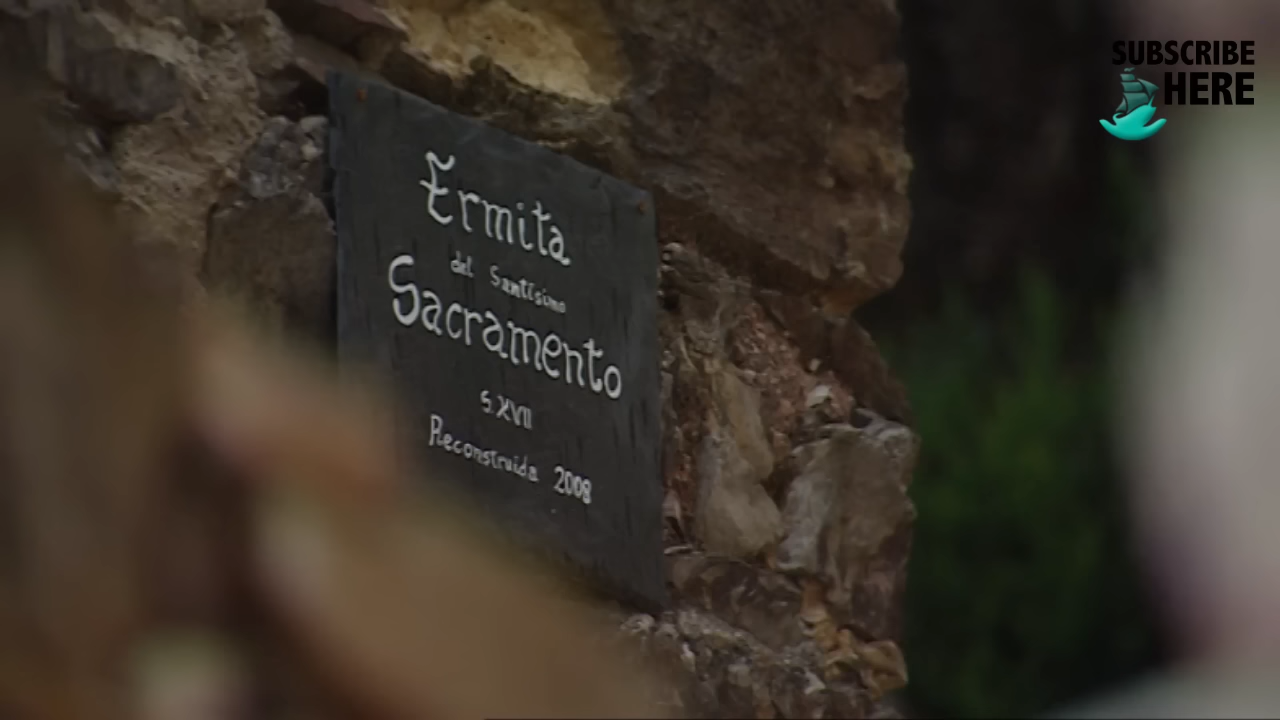 SUBSCRIBE
HERE
Ermita
del Santísimo
Sacramento
S.XVII
Reconstruida 2008